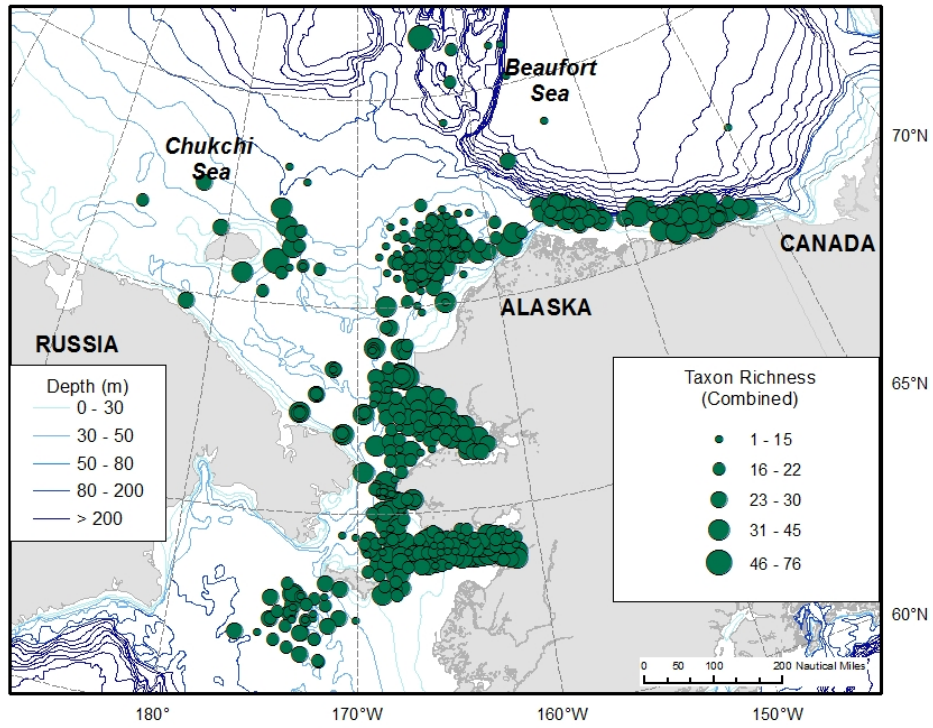 Beaufort
Sea
Chukchi
Sea
70°N
CANADA
ALASKA
RUSSIA
Depth (m)
0 - 30
30 - 50
50 - 80
80 - 200
> 200
Taxon Richness
(Combined)
1 - 15
16 - 22
23 - 30
31 - 45
46 - 76
65°N
60°N
0 50 100 200 Nautical Miles
180° 170°W 160°W 150°W